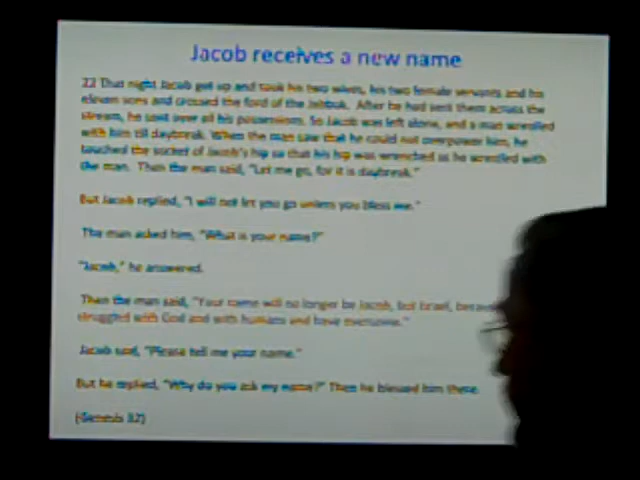 Jacob receives a new name
22 That night Jacob got up and took his two wives, his two female servants and his
eleven sons and crossed the ford of the Jabbok. After he had sent them across the
stream, he sent over all his possessions. So Jacob was left alone, and a man wrestled
with him till daybreak. When the man saw that he could not overpower him, he
touched the socket of Jacob's hip so that his hip was wrenched as he wrestled with
the man. Then the man said, "Let me go, for it is daybreak."
But Jacob replied, "I will not let you go unless you bless me."
The man asked him, "What is your name?"
"Jacob," he answered.
Then the man said, "Your name will no longer be Jacob, but Israel,
struggled with God and with humans and have overcome."
Jacob said, "Please tell me your name."
But he replied, "Why do you ask my name?" Then he blessed him there.
(Genesis 32)